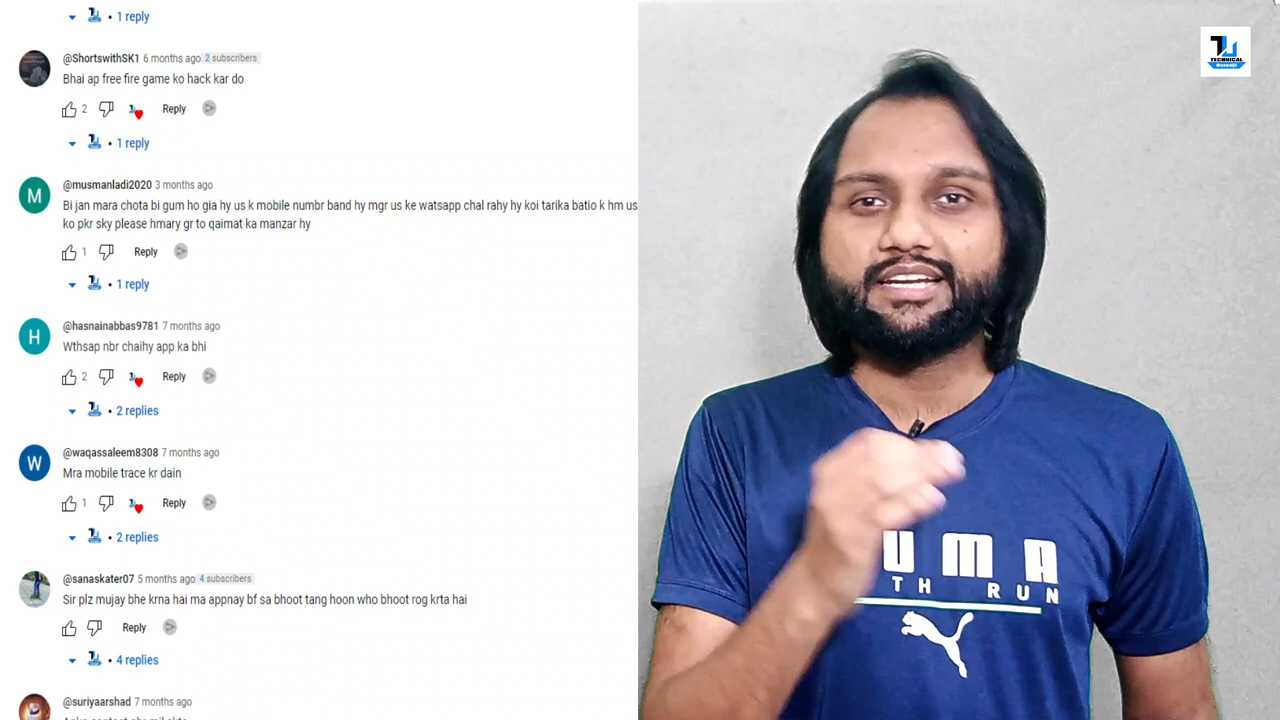 1 reply
@ShortswithSK1 6 months ago 2 subscribers
Bhai ap free fire game ko hack kar do
2 Reply
1 reply
M
@musmanladi2020 3 months ago
Bi jan mara chota bi gum ho gia hy us ka mobile numbr band hy mgr us ke watsapp chal rahy hy koi tarika batio k hm us
ko pkr sky please hmary gr to qaimat ka manzar hy
1 Reply
1 reply
H
@hasnainabbas9781 7 months ago
Wthsap nbr chaihy app ka bhi
2 Reply
2 replies
W
@waqassaleem8308 7 months ago
Mra mobile trace kr dain
1 Reply
2 replies
@sanaskater07 5 months ago 4 subscribers
Sir plz mujay bhe krna hai ma appnay bf sa bhoot tang hoon who bhoot rog krta hai
Reply
4 replies
@suriyaarshad 7 months ago
TECHNICAL
UMA
TH RUN